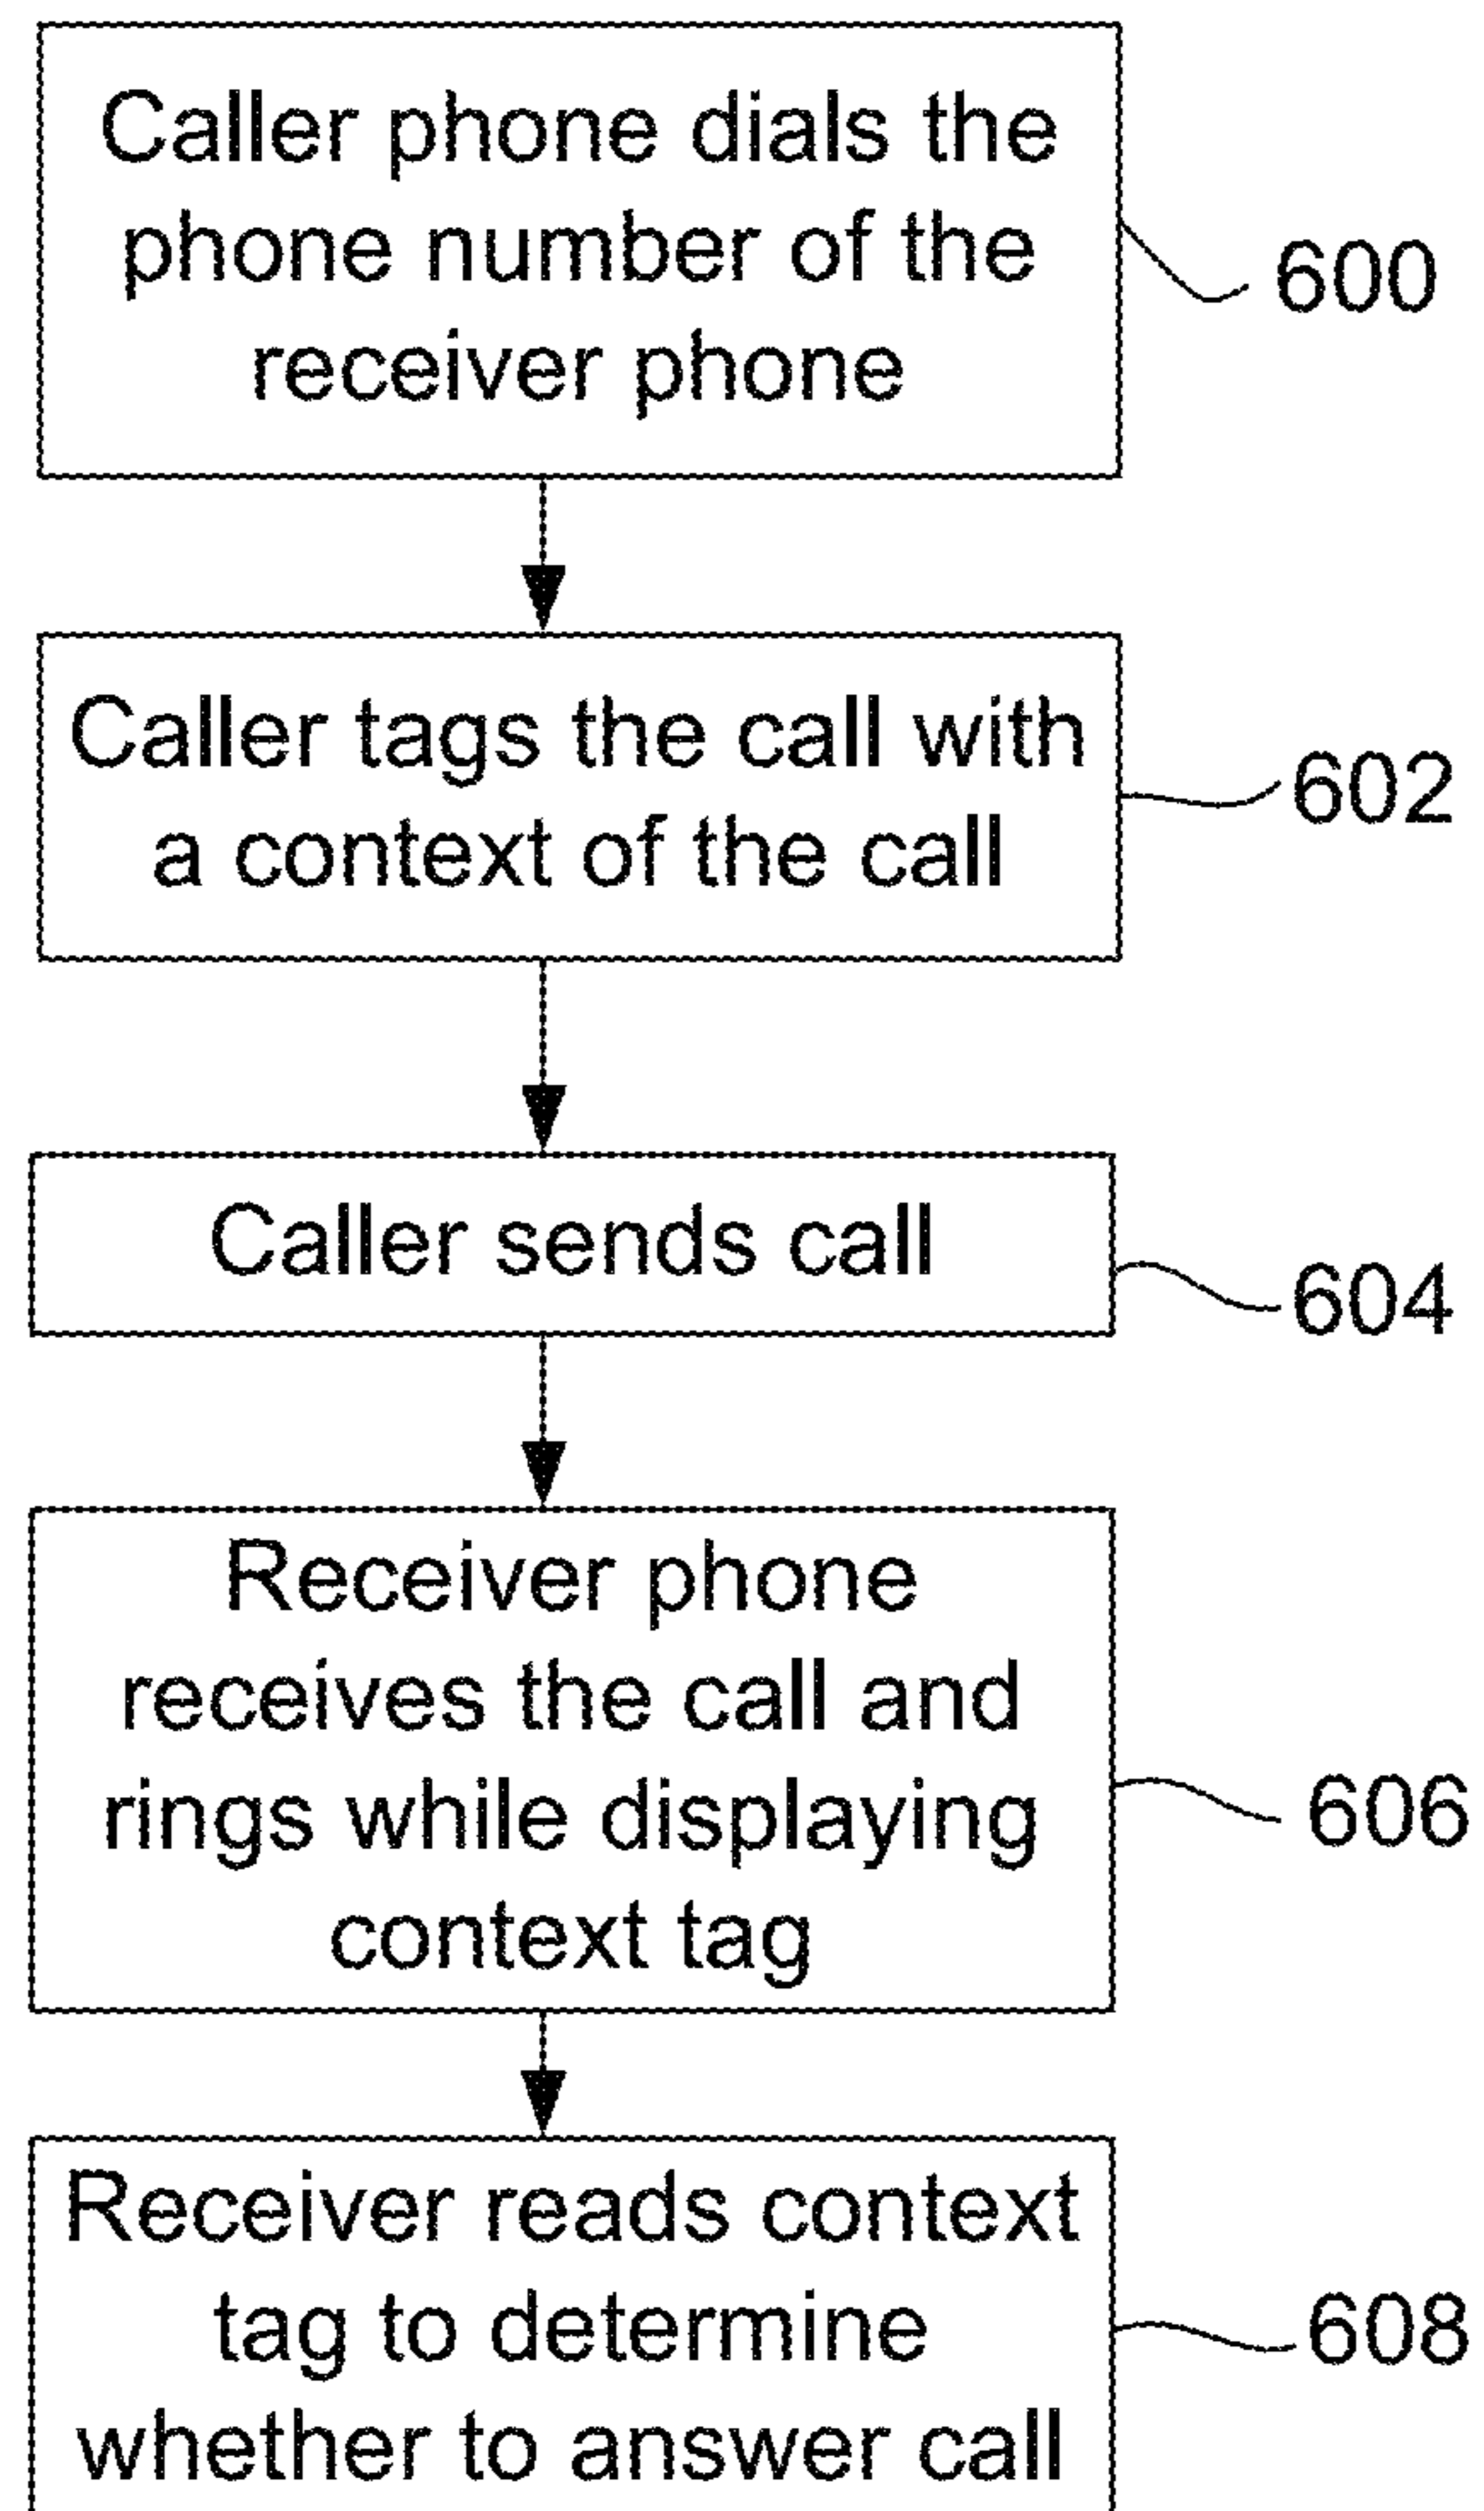 Caller phone dials the
phone number of the
receiver phone
600
Caller tags the call with
a context of the call
602
Caller sends call
604
Receiver phone
receives the call and
rings while displaying
context tag
606
Receiver reads context
tag to determine
whether to answer call
608